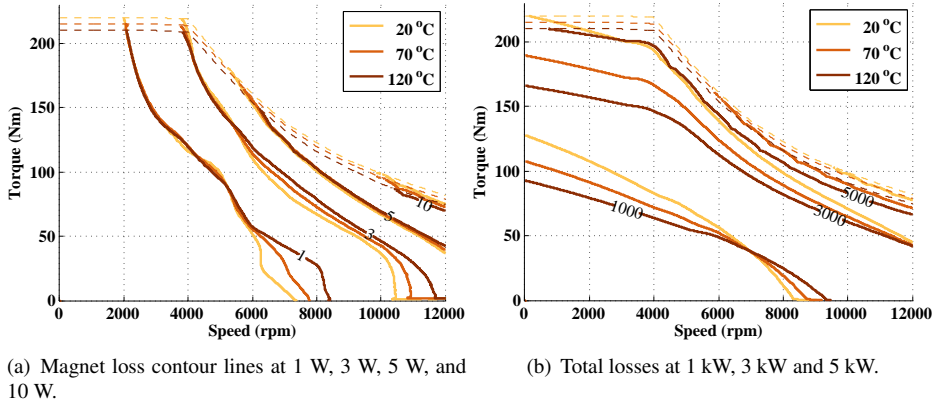 20 °C
70 °C
120 °C
200
150
100
50
0
Torque (Nm)
1
3
5
10
0 2000 4000 6000 8000 10000 12000
Speed (rpm)
(a) Magnet loss contour lines at 1 W, 3 W, 5 W, and
10 W.
20 °C
70 °C
120 °C
200
150
100
50
0
Torque (Nm)
1000
3000
5000
0 2000 4000 6000 8000 10000 12000
Speed (rpm)
(b) Total losses at 1 kW, 3 kW and 5 kW.